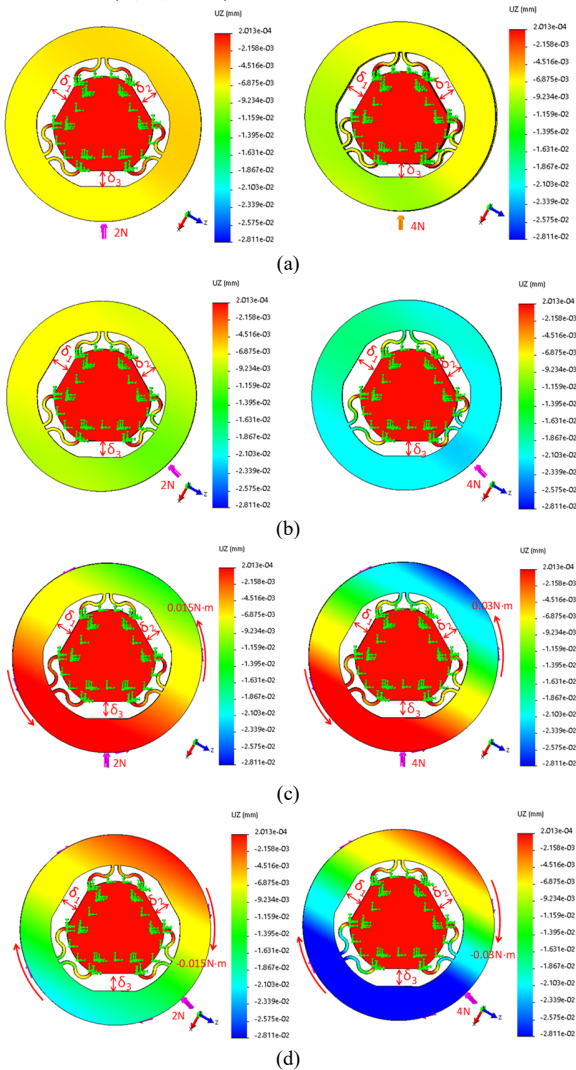 UZ (mm)
2.013e-04
-2.158e-03
-4.516e-03
-6.875e-03
-9.234e-03
-1.159e-02
-1.395e-02
-1.631e-02
-1.867e-02
-2.103e-02
-2.339e-02
-2.575e-02
-2.811e-02
δ1
δ2
δ3
2N
z
UZ (mm)
2.013e-04
-2.158e-03
-4.516e-03
-6.875e-03
-9.234e-03
-1.159e-02
-1.395e-02
-1.631e-02
-1.867e-02
-2.103e-02
-2.339e-02
-2.575e-02
-2.811e-02
δ1
δ2
δ3
4N
z
(a)
UZ (mm)
2.013e-04
-2.158e-03
-4.516e-03
-6.875e-03
-9.234e-03
-1.159e-02
-1.395e-02
-1.631e-02
-1.867e-02
-2.103e-02
-2.339e-02
-2.575e-02
-2.811e-02
δ1
δ2
δ3
2N
z
UZ (mm)
2.013e-04
-2.158e-03
-4.516e-03
-6.875e-03
-9.234e-03
-1.159e-02
-1.395e-02
-1.631e-02
-1.867e-02
-2.103e-02
-2.339e-02
-2.575e-02
-2.811e-02
δ1
δ2
δ3
4N
z
(b)
UZ (mm)
2.013e-04
-2.158e-03
-4.516e-03
-6.875e-03
-9.234e-03
-1.159e-02
-1.395e-02
-1.631e-02
-1.867e-02
-2.103e-02
-2.339e-02
-2.575e-02
-2.811e-02
0.015N·m
δ1
δ2
δ3
2N
z
UZ (mm)
2.013e-04
-2.158e-03
-4.516e-03
-6.875e-03
-9.234e-03
-1.159e-02
-1.395e-02
-1.631e-02
-1.867e-02
-2.103e-02
-2.339e-02
-2.575e-02
-2.811e-02
0.03N·m
δ1
δ2
δ3
4N
z
(c)
UZ (mm)
2.013e-04
-2.158e-03
-4.516e-03
-6.875e-03
-9.234e-03
-1.159e-02
-1.395e-02
-1.631e-02
-1.867e-02
-2.103e-02
-2.339e-02
-2.575e-02
-2.811e-02
δ1
δ2
-0.015N·m
δ3
2N
z
UZ (mm)
2.013e-04
-2.158e-03
-4.516e-03
-6.875e-03
-9.234e-03
-1.159e-02
-1.395e-02
-1.631e-02
-1.867e-02
-2.103e-02
-2.339e-02
-2.575e-02
-2.811e-02
δ1
δ2
-0.03N·m
δ3
4N
z
(d)